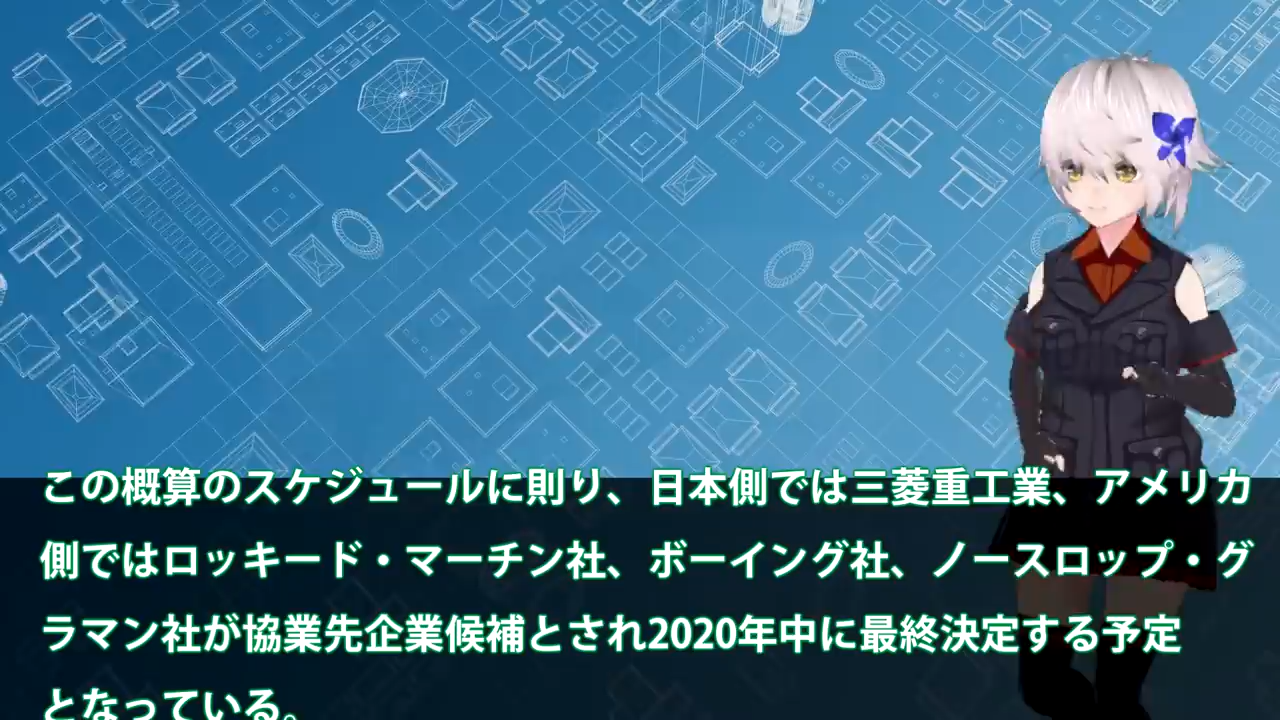 この概算のスケジュールに則り、日本側では三菱重工業、アメリカ
側ではロッキード・マーチン社、ボーイング社、ノースロップ・グ
ラマン社が協業先企業候補とされ2020年中に最終決定する予定
となっている。